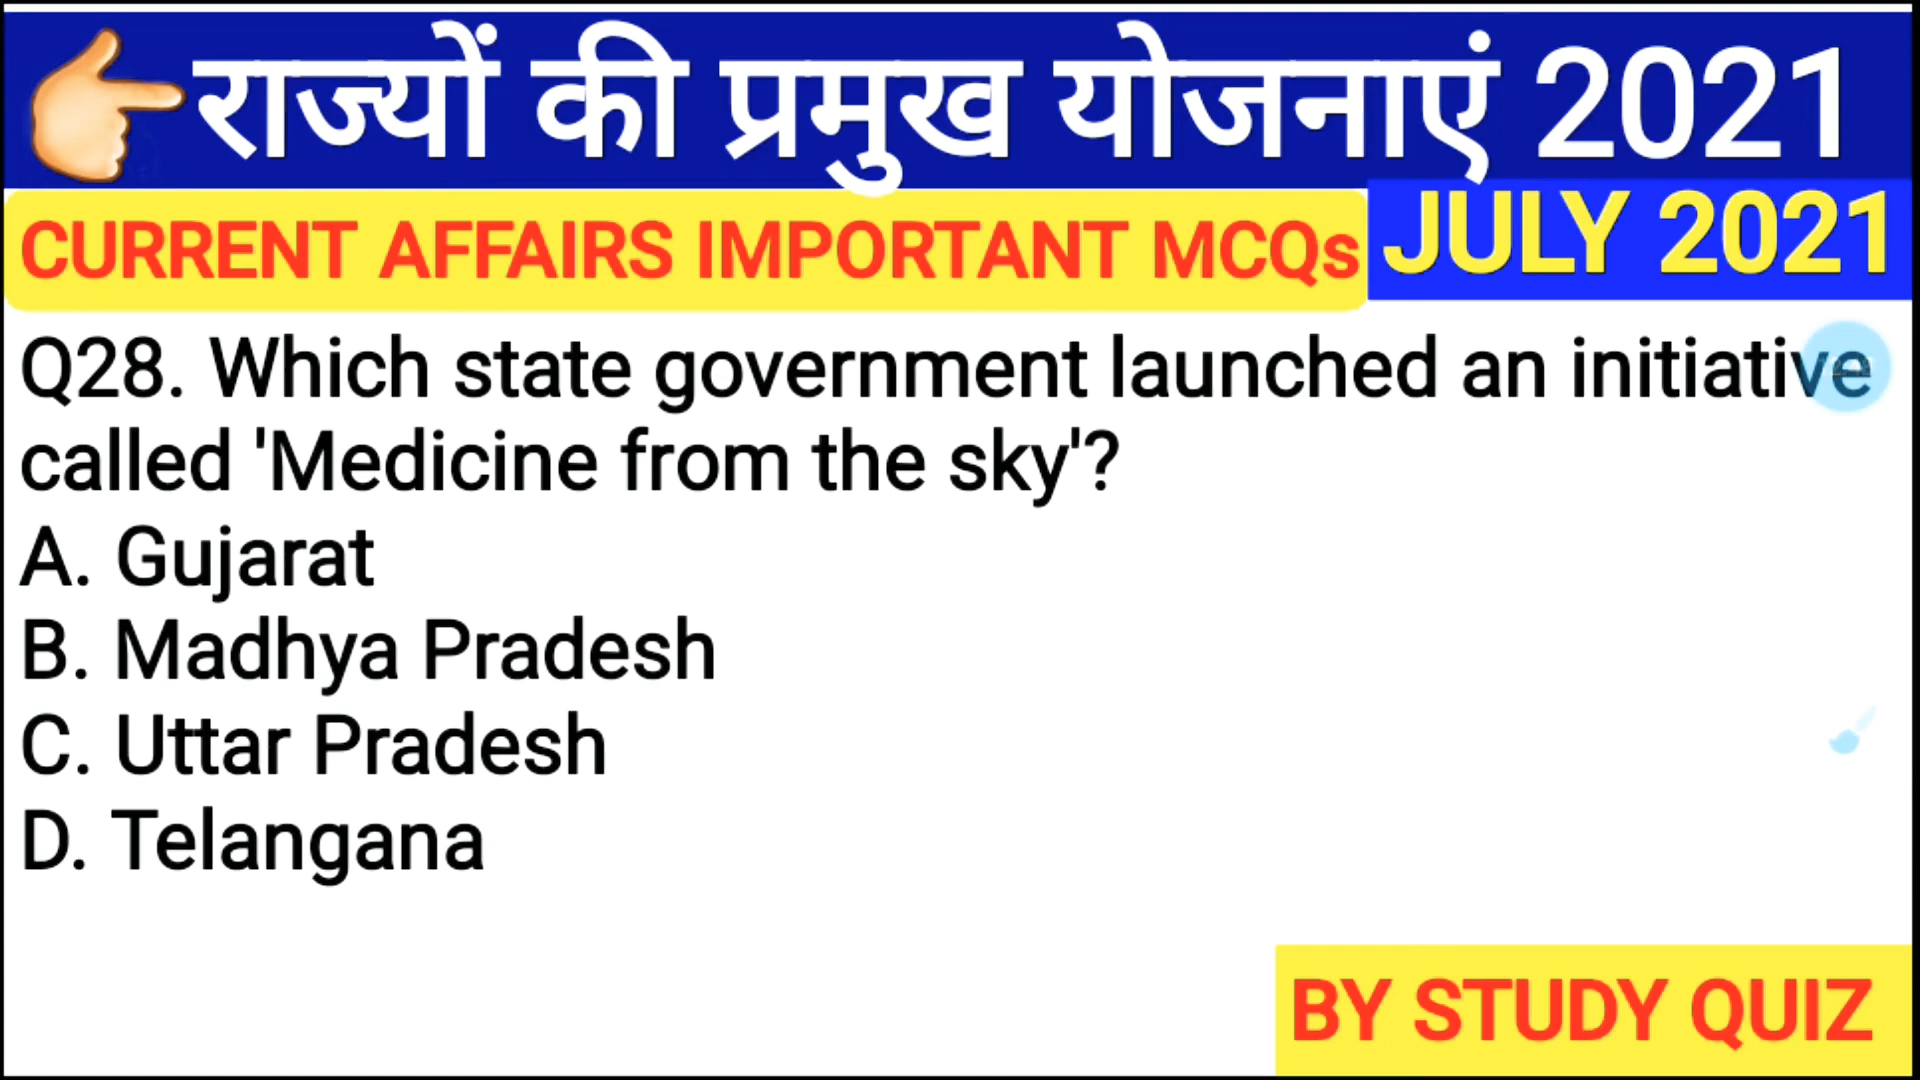 राज्यों की प्रमुख योजनाएं 2021
CURRENT AFFAIRS IMPORTANT MCQs
JULY 2021
Q28. Which state government launched an initiative
called 'Medicine from the sky'?
A. Gujarat
B. Madhya Pradesh
C. Uttar Pradesh
D. Telangana
BY STUDY QUIZ